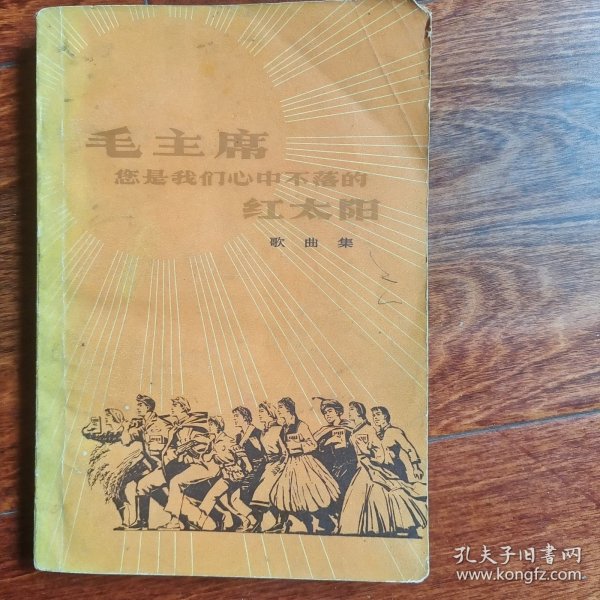 毛主席
您是我们心中不落的
红太阳
歌曲集
孔夫子旧书网
www.kongfz.com